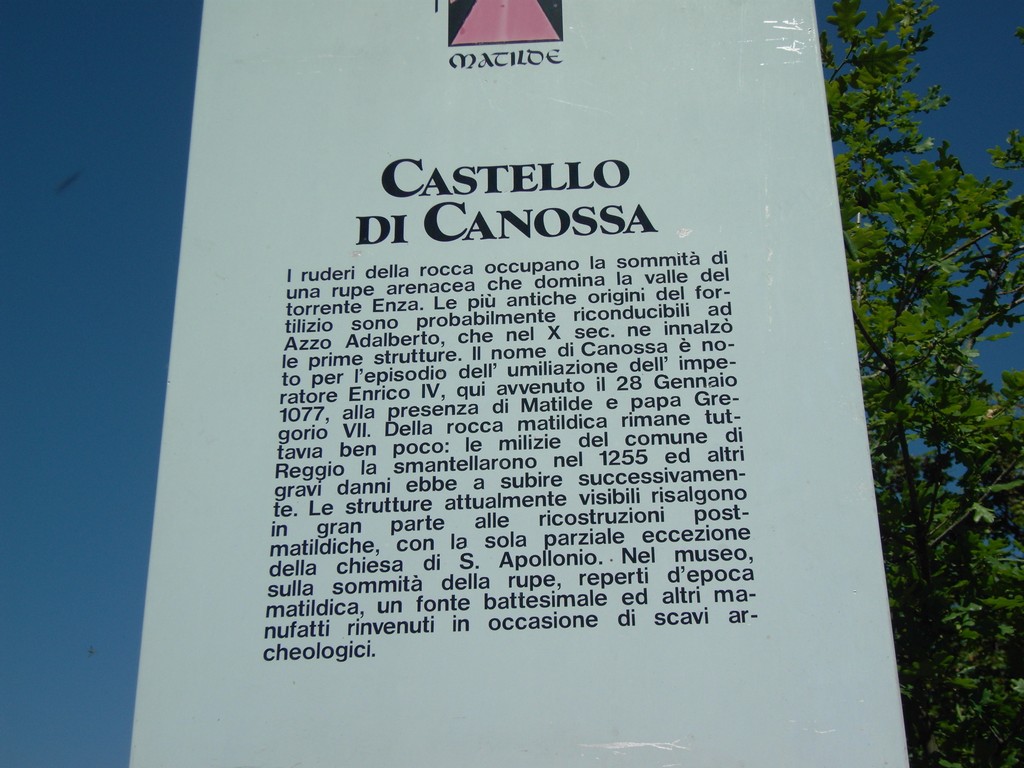 MATILDE
CASTELLO
DI CANOSSA
I ruderi della rocca occupano la sommità di
una rupe arenacea che domina la valle del
torrente Enza. Le più antiche origini del for-
tilizio sono probabilmente riconducibili ad
Azzo Adalberto, che nel X sec. ne innalzò
le prime strutture. Il nome di Canossa è no-
to per l'episodio dell' umiliazione dell' impe-
ratore Enrico IV, qui avvenuto il 28 Gennaio
1077, alla presenza di Matilde e papa Gre-
gorio VII. Della rocca matildica rimane tut-
tavia ben poco: le milizie del comune di
Reggio la smantellarono nel 1255 ed altri
gravi danni ebbe a subire successivamen-
te. Le strutture attualmente visibili risalgono
in gran parte alle ricostruzioni post-
matildiche, con la sola parziale eccezione
della chiesa di S. Apollonio. Nel museo,
sulla sommità della rupe, reperti d'epoca
matildica, un fonte battesimale ed altri ma-
nufatti rinvenuti in occasione di scavi ar-
cheologici.